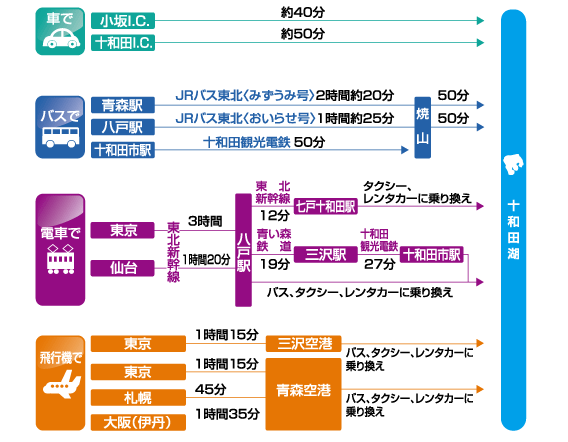 車で
小坂I.C.
約40分
十和田I.C.
約50分
バスで
青森駅
JRバス東北〈みずうみ号〉2時間約20分
50分
八戸駅
JRバス東北〈おいらせ号〉1時間約25分
50分
十和田市駅
十和田観光電鉄 50分
焼山
電車で
東京
3時間
仙台
1時間20分
東北新幹線
八戸駅
東北
新幹線
12分
七戸十和田駅
タクシー、
レンタカーに乗り換え
青い森
鉄道
19分
三沢駅
十和田
観光電鉄
27分
十和田市駅
バス、タクシー、レンタカーに乗り換え
飛行機で
東京
1時間15分
三沢空港
バス、タクシー、レンタカーに
乗り換え
東京
1時間15分
札幌
45分
大阪（伊丹）
1時間35分
青森空港
バス、タクシー、レンタカーに
乗り換え
十和田湖